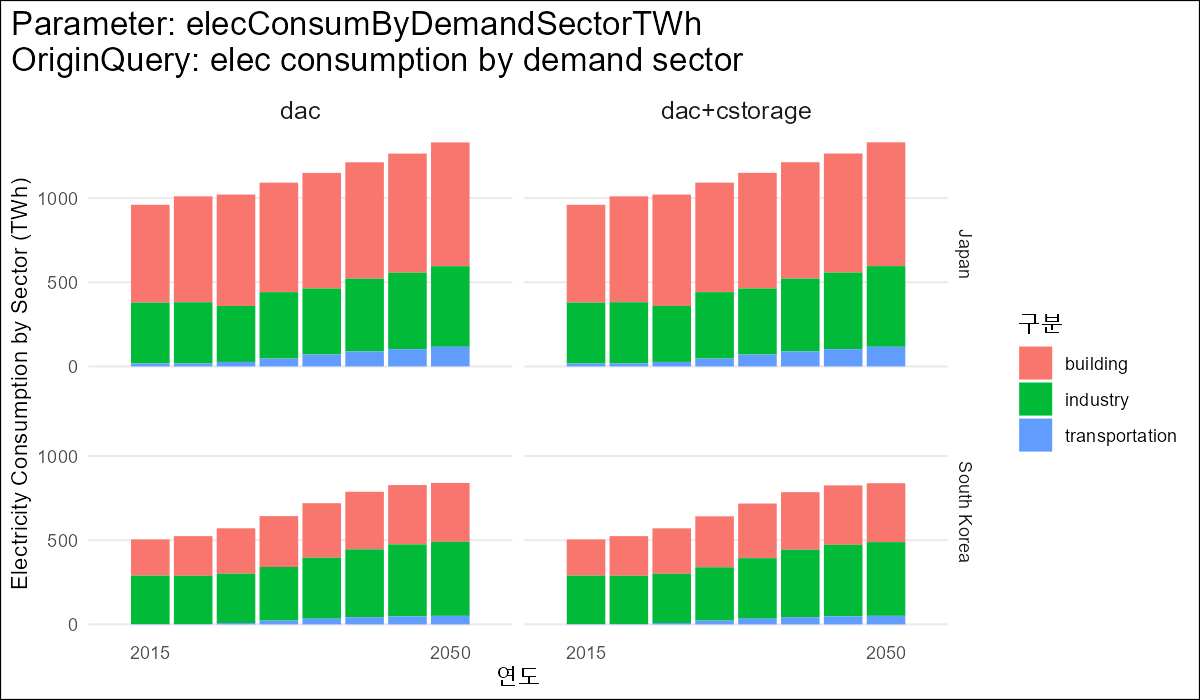 Parameter: elecConsumByDemandSectorTWh
OriginQuery: elec consumption by demand sector
dac
dac+cstorage
Electricity Consumption by Sector (TWh)
1000
500
0
Japan
1000
500
0
South Korea
2015
2050
2015
2050
연도
구분
building
industry
transportation